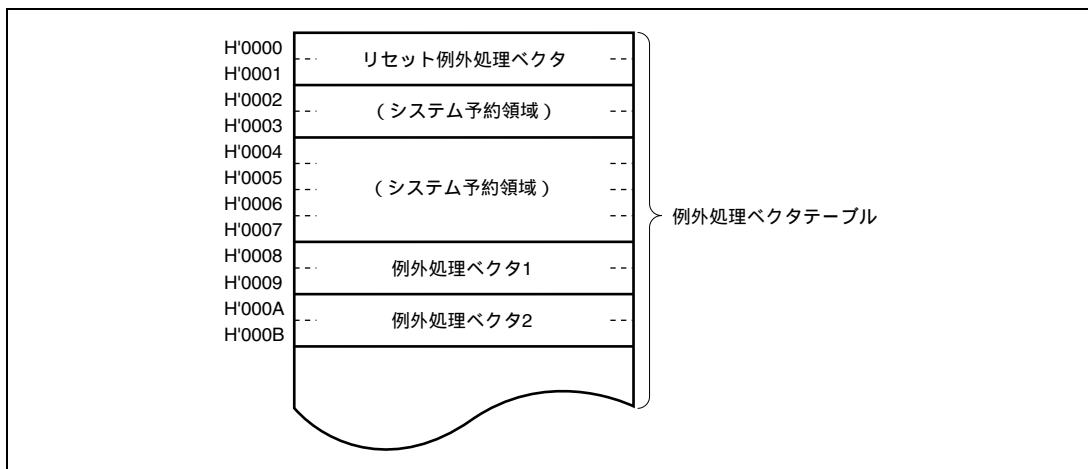 H'0000
リセット例外処理ベクタ
H'0001
H'0002
（システム予約領域）
H'0003
H'0004
H'0005
（システム予約領域）
H'0006
H'0007
例外処理ベクタテーブル
H'0008
例外処理ベクタ1
H'0009
H'000A
例外処理ベクタ2
H'000B